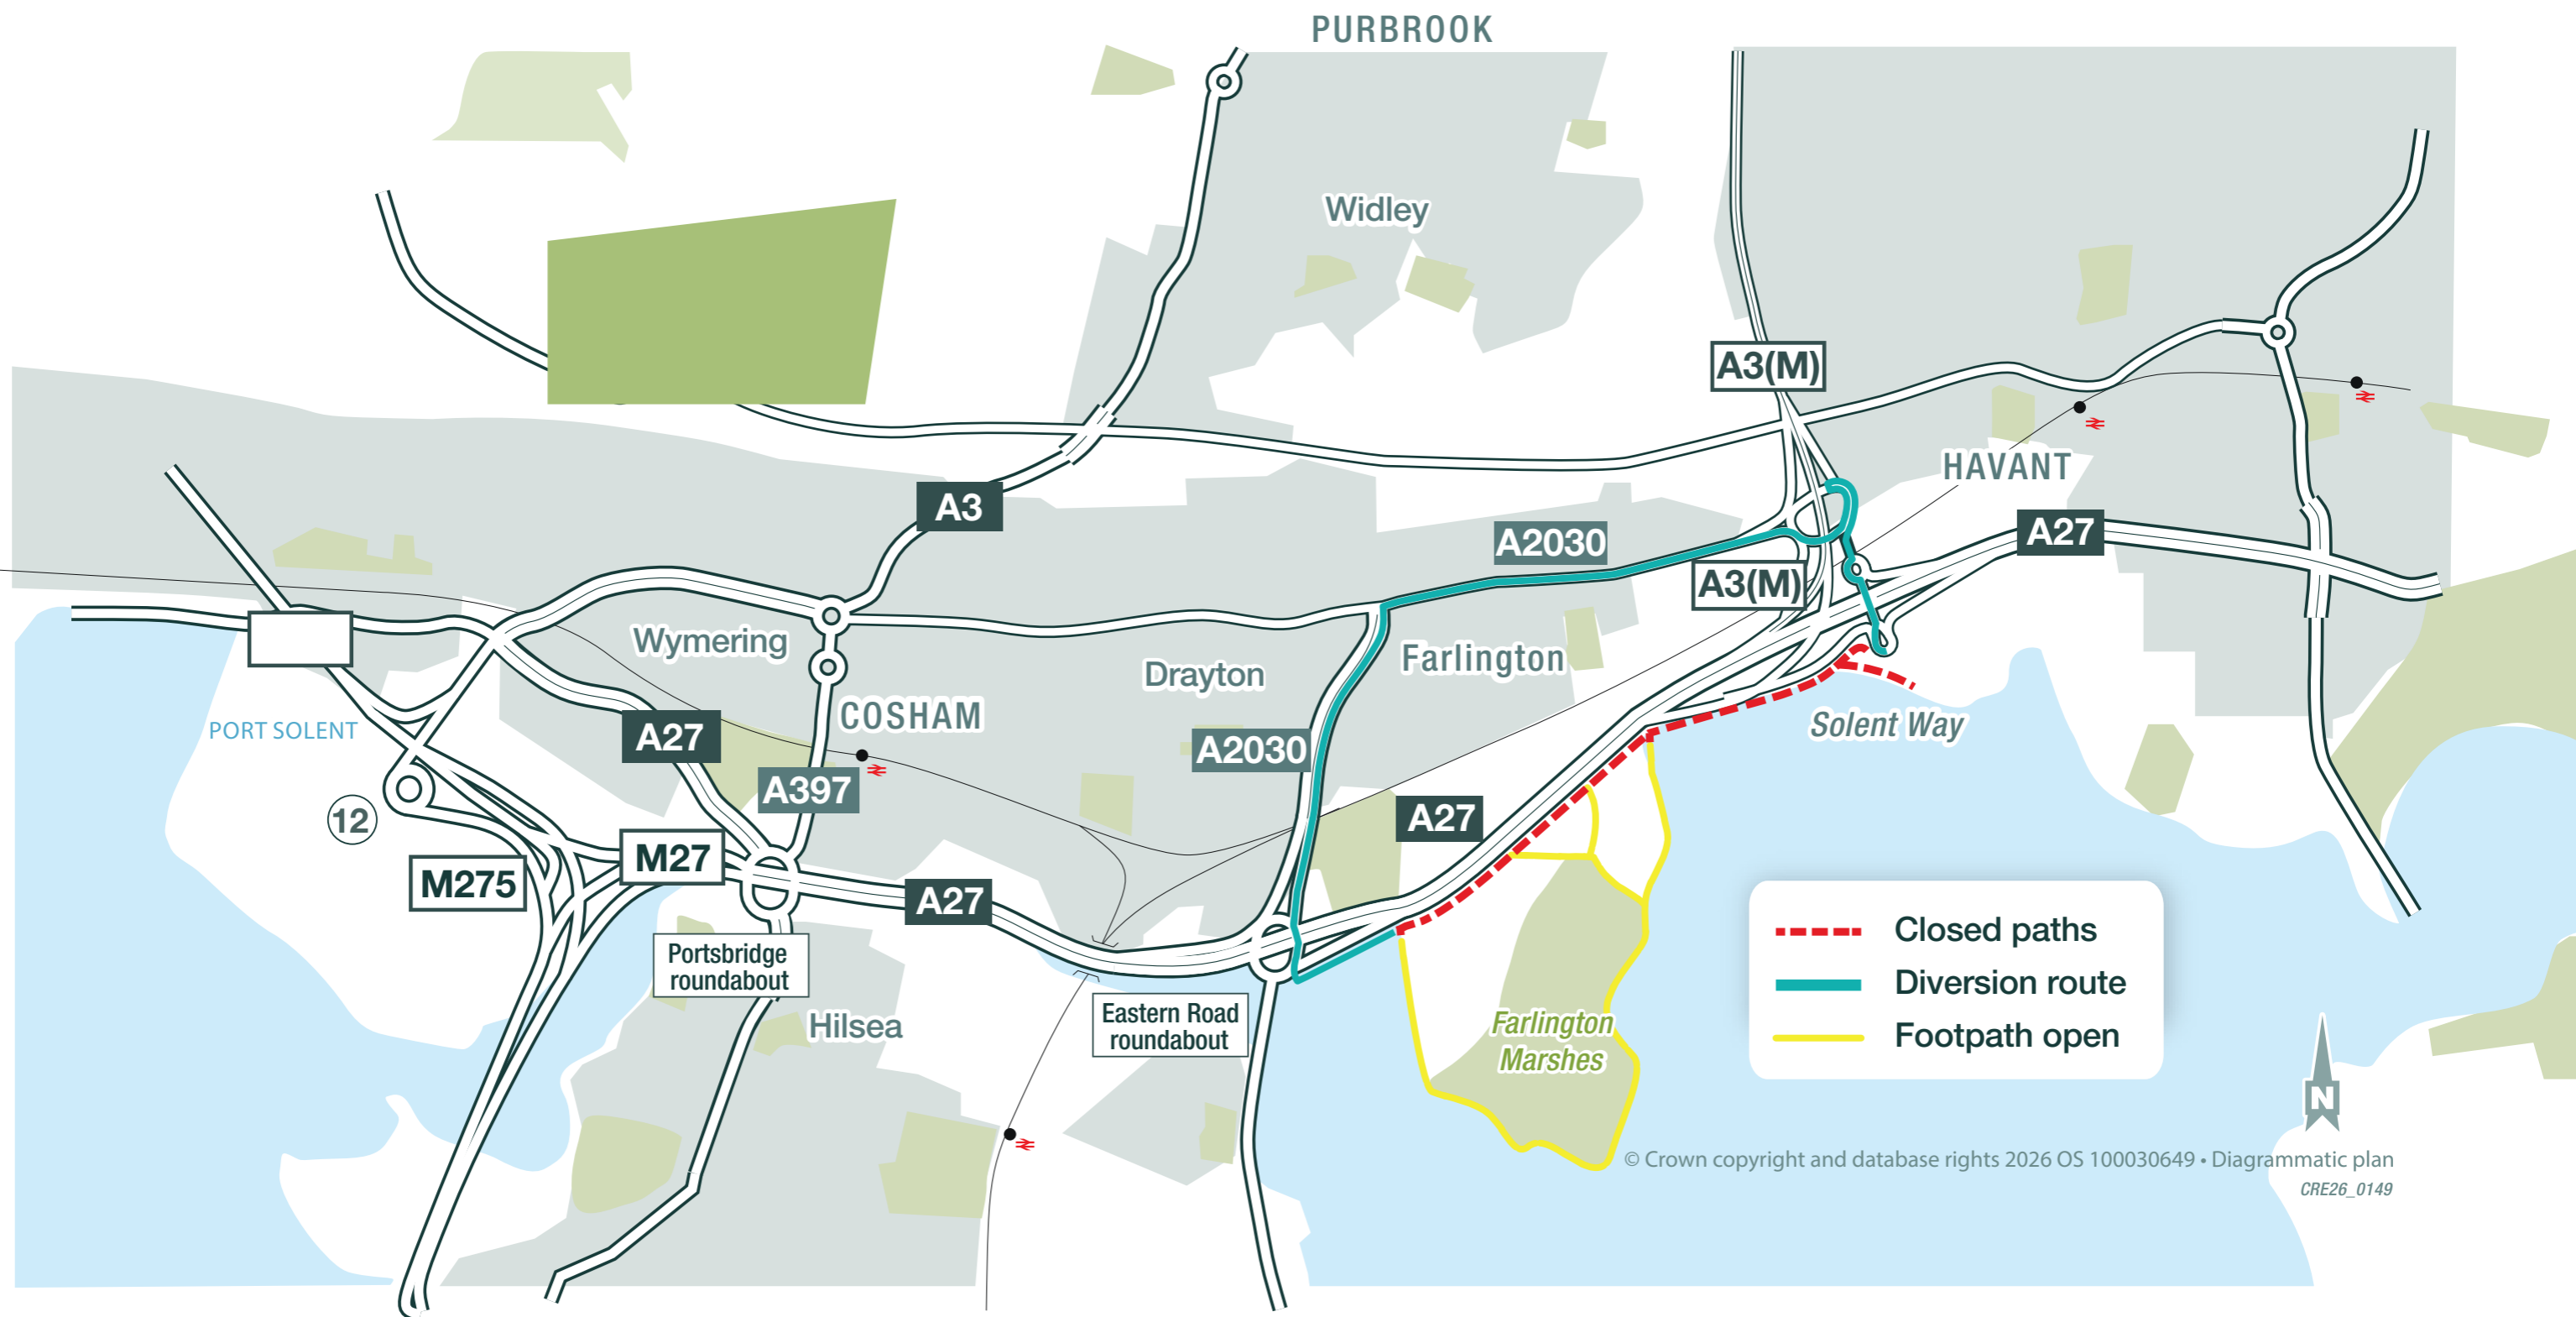 PURBROOK
Widley
A3(M)
HAVANT
A3
A27
A2030
A3(M)
Wymering
Farlington
Drayton
COSHAM
Solent Way
PORT SOLENT
A27
A2030
A397
A27
12
M27
M275
A27
Closed paths
Portsbridge
roundabout
Diversion route
Eastern Road
roundabout
Hilsea
Farlington
Marshes
Footpath open
N
© Crown copyright and database rights 2026 OS 100030649 • Diagrammatic plan
CRE26_0149